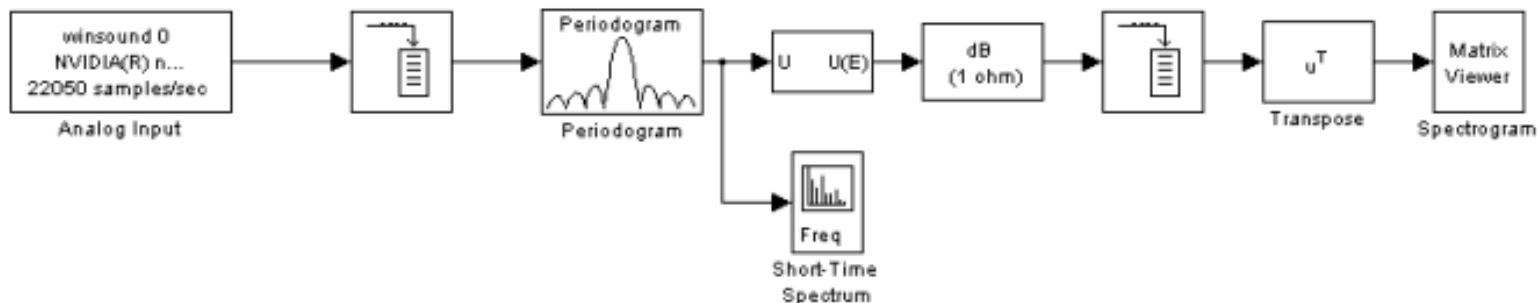 winsound 0
NVIDIA(R) n...
22050 samples/sec
Analog Input
Periodogram
Periodogram
U U(E)
dB
(1 ohm)
u^T
Transpose
Matrix
Viewer
Spectrogram
Freq
Short-Time
Spectrum